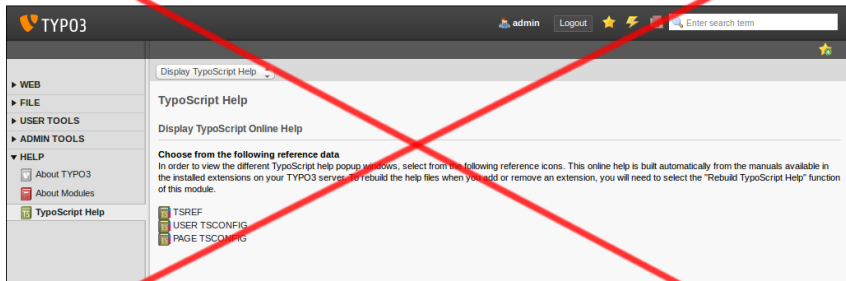 TYPO3
admin Logout Enter search term
Display TypoScript Help
WEB
FILE
USER TOOLS
ADMIN TOOLS
HELP
About TYPO3
About Modules
TypoScript Help
TypoScript Help
Display TypoScript Online Help
Choose from the following reference data
In order to view the different TypoScript help popup windows, select from the following reference icons. This online help is built automatically from the manuals available in
the installed extensions on your TYPO3 server. To rebuild the help files when you add or remove an extension, you will need to select the "Rebuild TypoScript Help" function
of this module.
TSREF
USER TSCONFIG
PAGE TSCONFIG